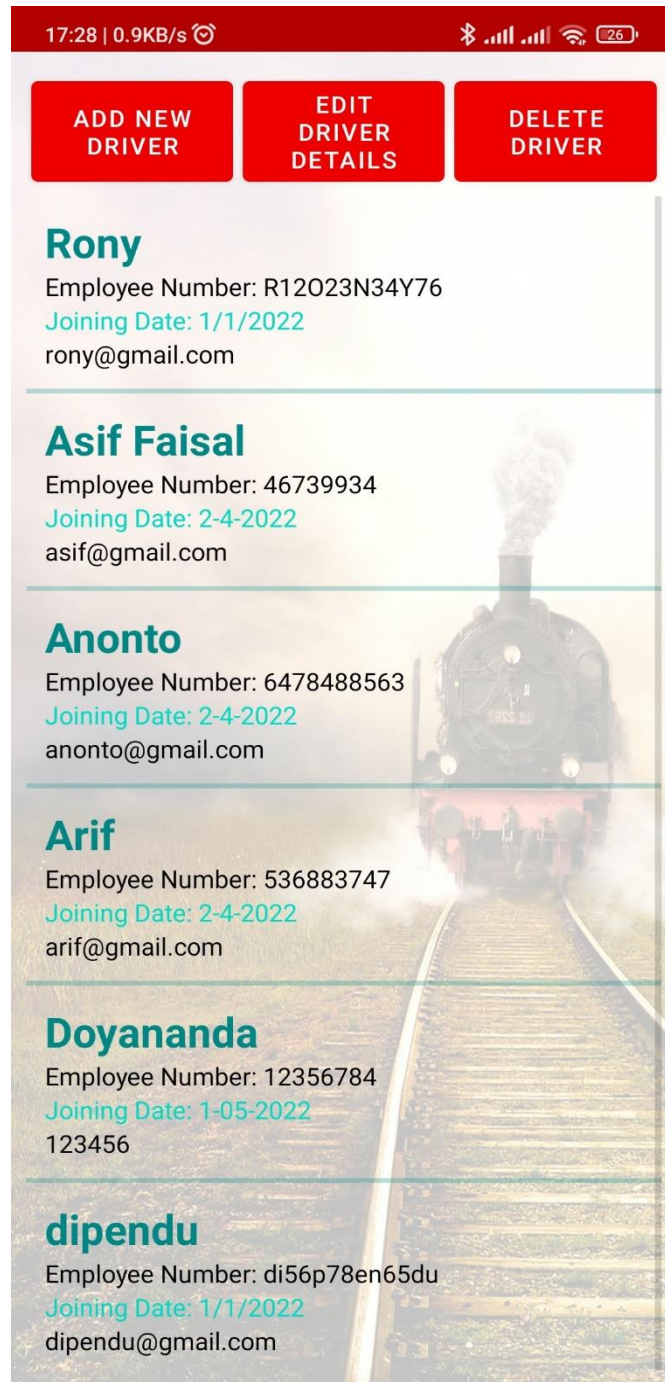 17:28 | 0.9KB/s
26
ADD NEW
DRIVER
EDIT
DRIVER
DETAILS
DELETE
DRIVER
Rony
Employee Number: R12O23N34Y76
Joining Date: 1/1/2022
rony@gmail.com
Asif Faisal
Employee Number: 46739934
Joining Date: 2-4-2022
asif@gmail.com
Anonto
Employee Number: 6478488563
Joining Date: 2-4-2022
anonto@gmail.com
Arif
Employee Number: 536883747
Joining Date: 2-4-2022
arif@gmail.com
Doyananda
Employee Number: 12356784
Joining Date: 1-05-2022
123456
dipendu
Employee Number: di56p78en65du
Joining Date: 1/1/2022
dipendu@gmail.com